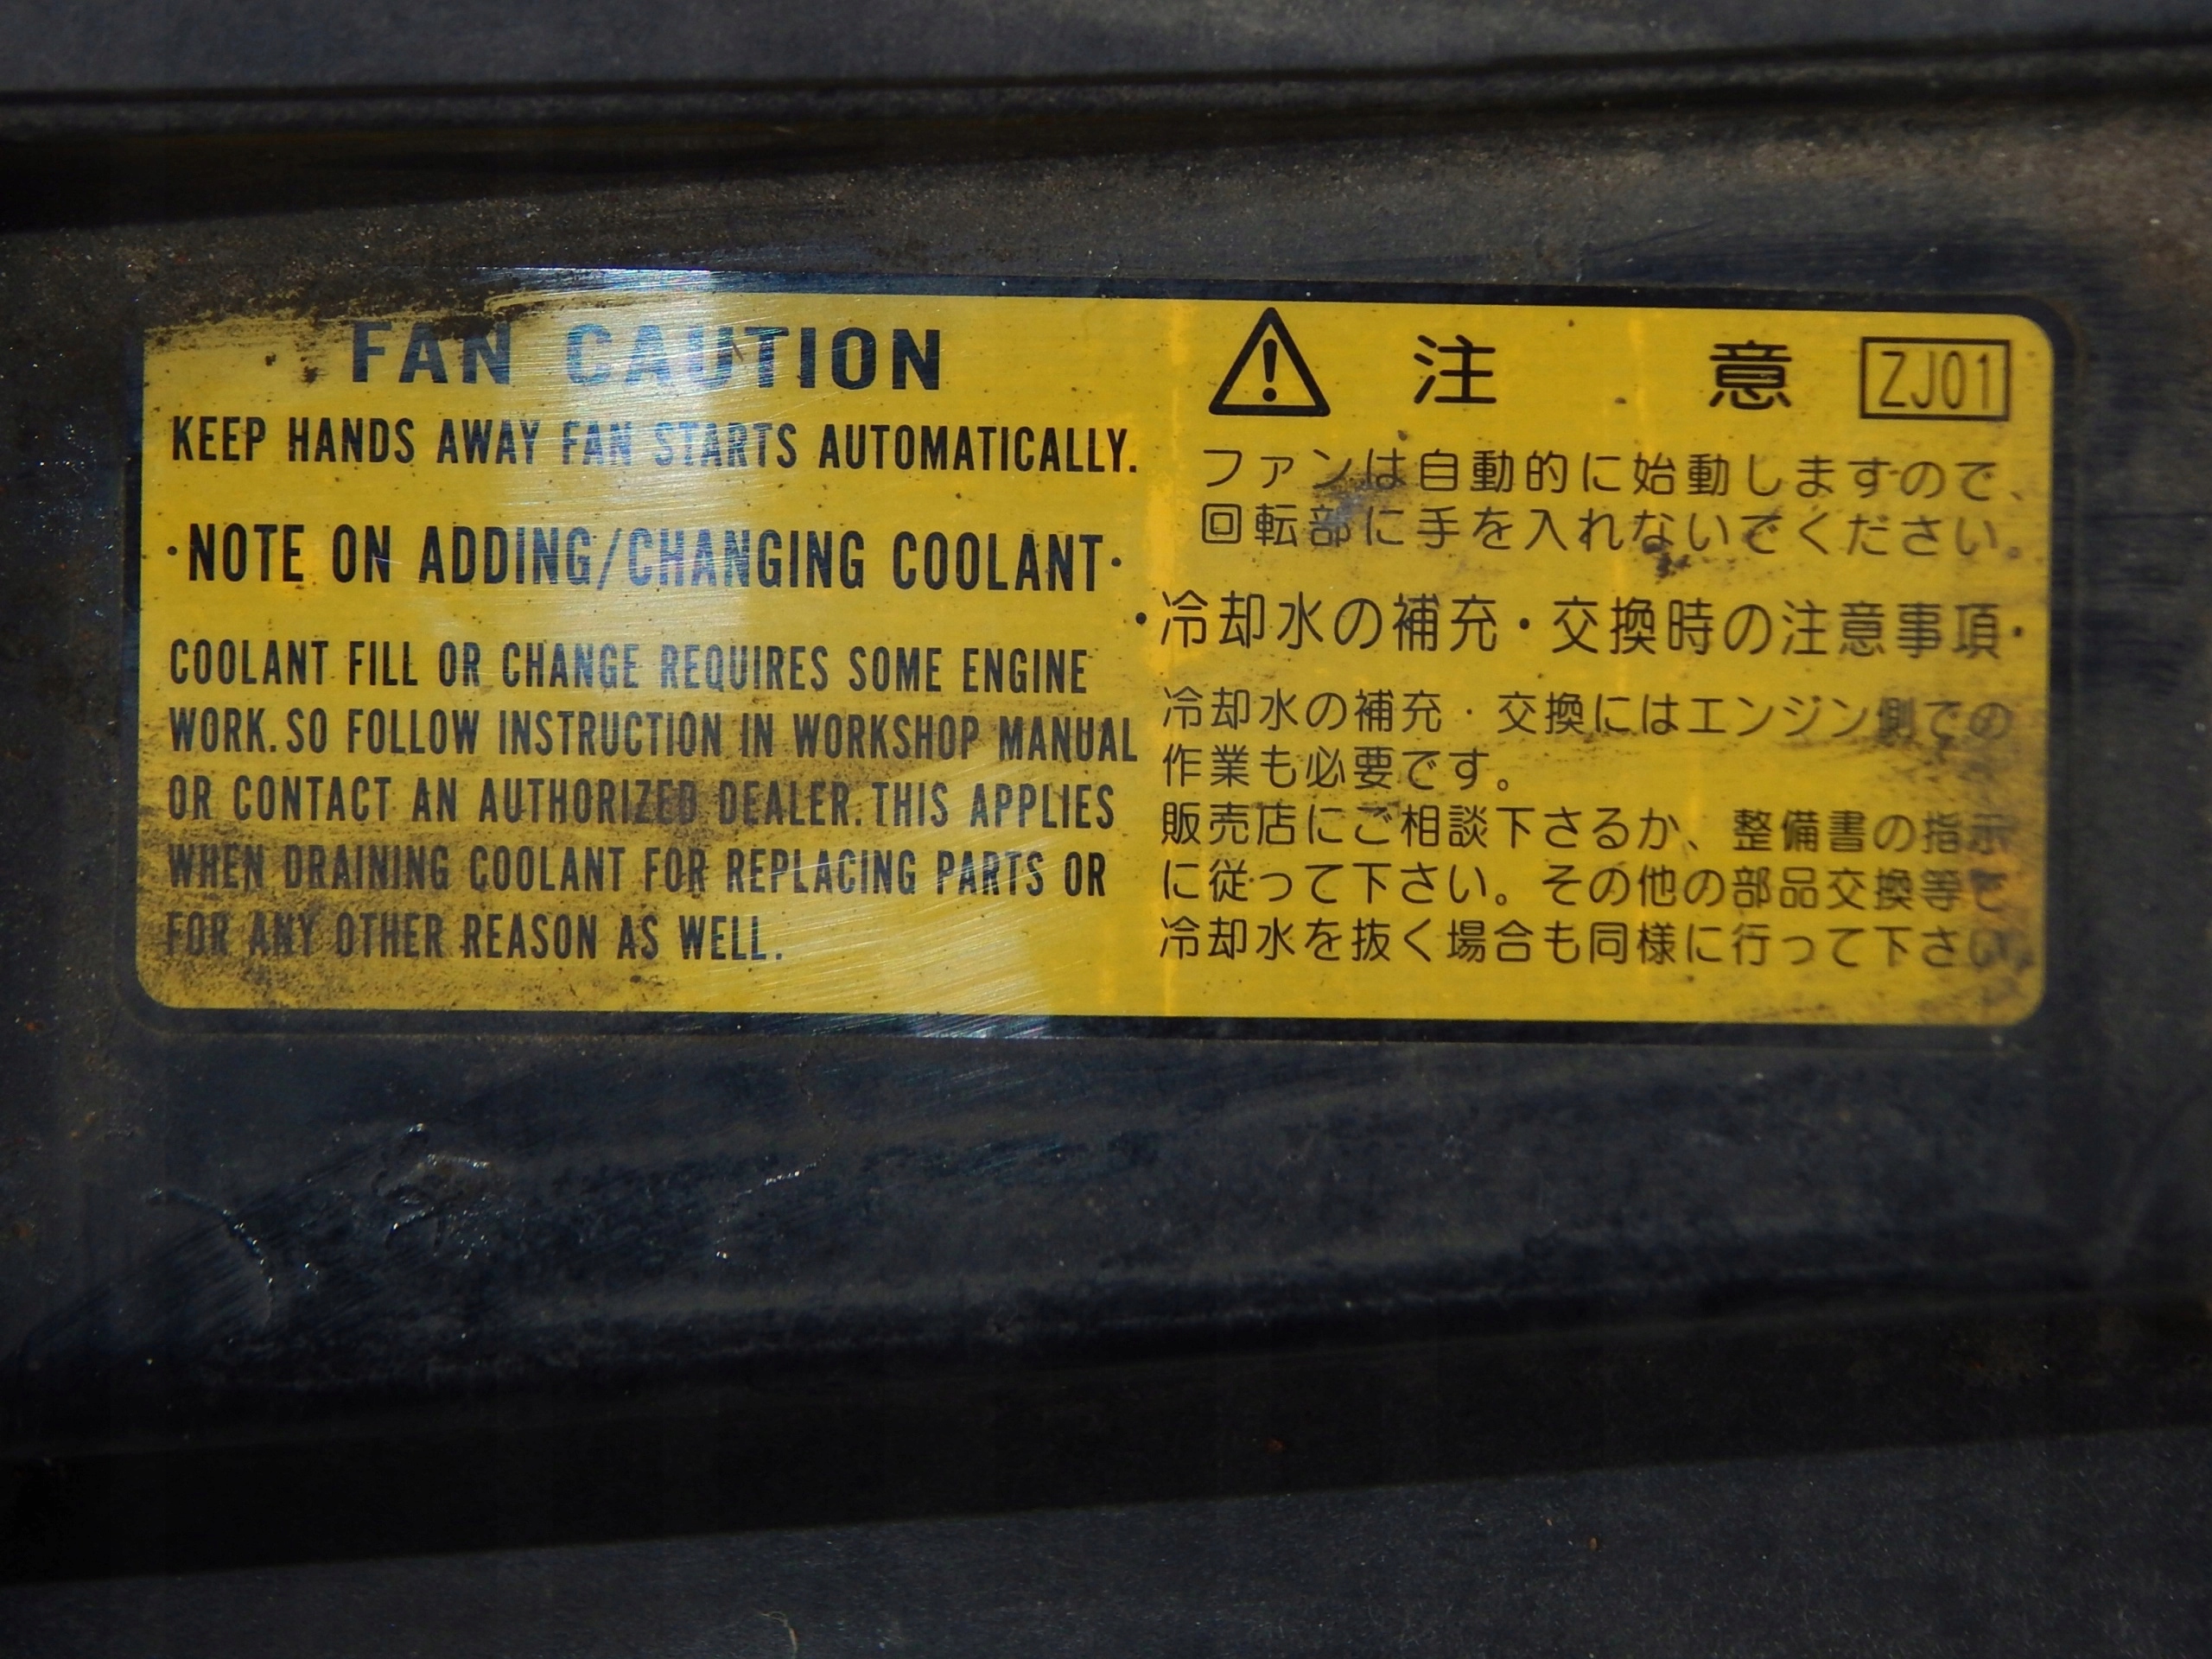 FAN CAUTION
KEEP HANDS AWAY FAN STARTS AUTOMATICALLY.
·NOTE ON ADDING/CHANGING COOLANT·
COOLANT FILL OR CHANGE REQUIRES SOME ENGINE
WORK. SO FOLLOW INSTRUCTION IN WORKSHOP MANUAL
OR CONTACT AN AUTHORIZED DEALER. THIS APPLIES
WHEN DRAINING COOLANT FOR REPLACING PARTS OR
FOR ANY OTHER REASON AS WELL.
注 意 ZJ01
ファンは自動的に始動しますので、
回転部に手を入れないでください。
·冷却水の補充·交換時の注意事項·
冷却水の補充·交換にはエンジン側での
作業も必要です。
販売店にご相談下さるか、整備書の指示
に従って下さい。その他の部品交換等で
冷却水を抜く場合も同様に行って下さい